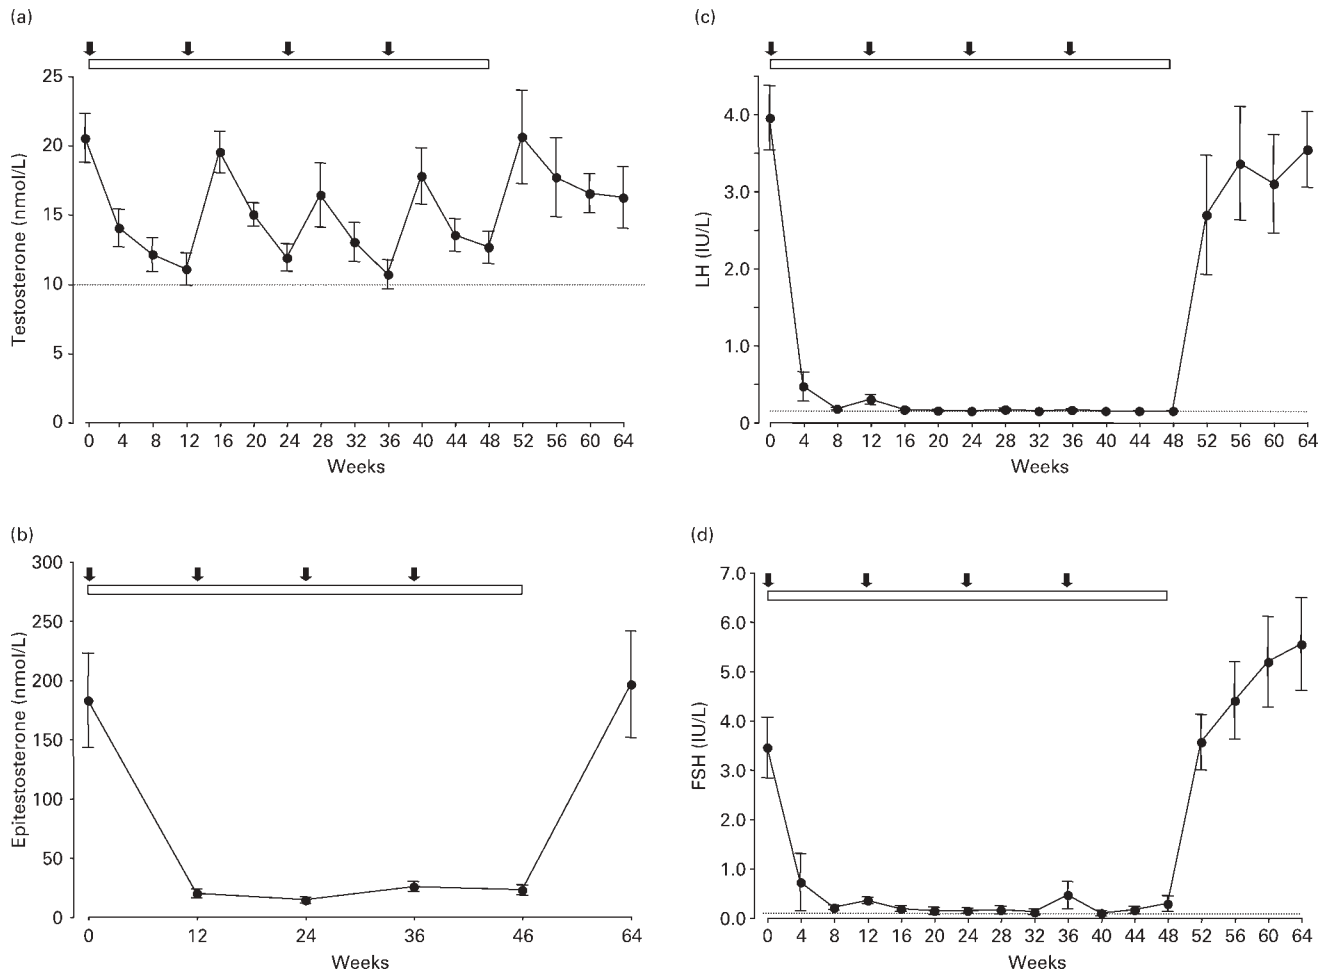 (a)
25
20
15
10
5
0
Testosterone (nmol/L)
0 4 8 12 16 20 24 28 32 36 40 44 48 52 56 60 64
Weeks
(c)
4.0
3.0
2.0
1.0
0
LH (IU/L)
0 4 8 12 16 20 24 28 32 36 40 44 48 52 56 60 64
Weeks
(b)
300
250
200
150
100
50
0
Epitestosterone (nmol/L)
0 12 24 36 46 64
Weeks
(d)
7.0
6.0
5.0
4.0
3.0
2.0
1.0
0.0
FSH (IU/L)
0 4 8 12 16 20 24 28 32 36 40 44 48 52 56 60 64
Weeks